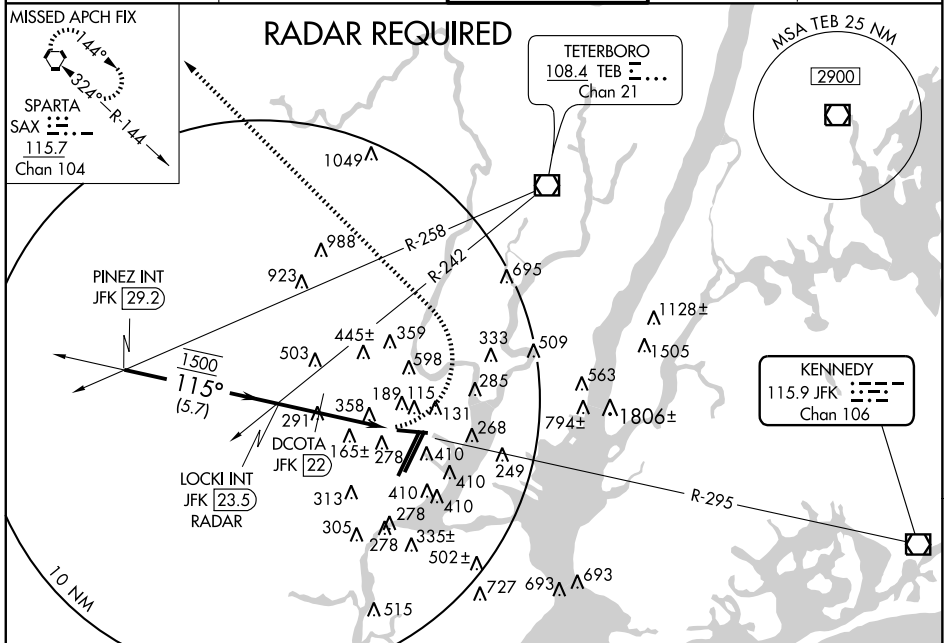 MISSED APCH FIX
144°
324°
R-144
SPARTA
SAX
115.7
Chan 104
RADAR REQUIRED
TETERBORO
108.4 TEB
Chan 21
MSA TEB 25 NM
2900
1049
988
923
R-258
R-242
695
PINEZ INT
JFK 29.2
1500
115°
(5.7)
503
445±
359
598
333
509
1128±
1505
563
794±
1806±
285
189
115
131
358
291
268
165±
278
410
249
410
DCOTA
JFK 22
LOCKI INT
JFK 23.5
RADAR
313
410
410
278
305
278
335±
502±
727
693
693
515
R-295
KENNEDY
115.9 JFK
Chan 106
10 NM